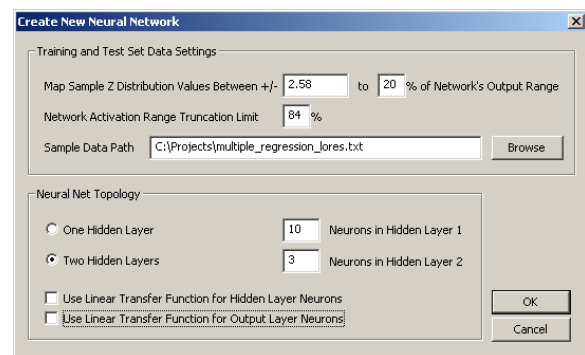 Create New Neural Network
Training and Test Set Data Settings
Map Sample Z Distribution Values Between +/- 2.58 to 20 % of Network's Output Range
Network Activation Range Truncation Limit 84 %
Sample Data Path C:\Projects\multiple_regression_lores.txt Browse
Neural Net Topology
One Hidden Layer 10 Neurons in Hidden Layer 1
Two Hidden Layers 3 Neurons in Hidden Layer 2
Use Linear Transfer Function for Hidden Layer Neurons
Use Linear Transfer Function for Output Layer Neurons
OK
Cancel